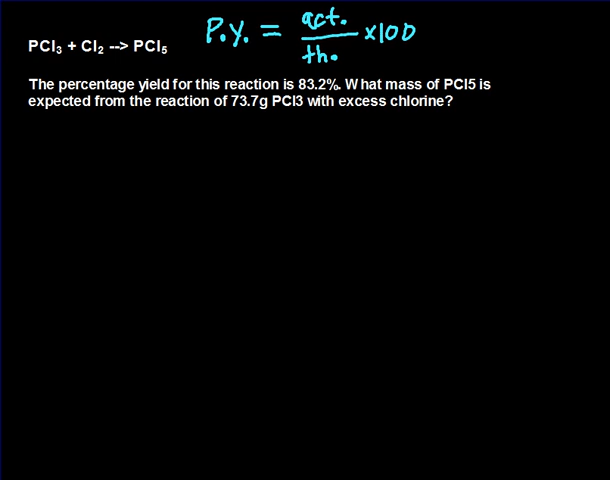 PCl₃ + Cl₂ --> PCl₅
P.Y. = act./th. x100
The percentage yield for this reaction is 83.2%. What mass of PCl5 is
expected from the reaction of 73.7g PCl3 with excess chlorine?